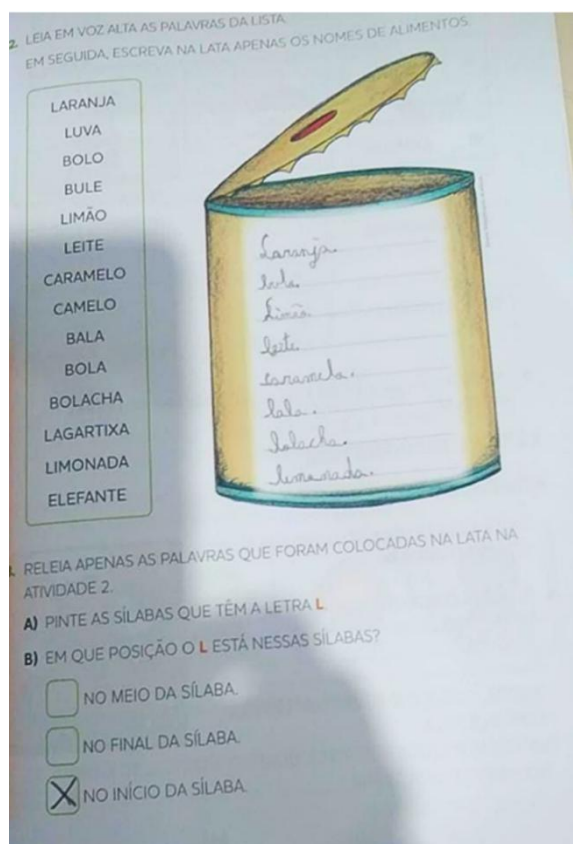 2. LEIA EM VOZ ALTA AS PALAVRAS DA LISTA.
EM SEGUIDA, ESCREVA NA LATA APENAS OS NOMES DE ALIMENTOS.
LARANJA
LUVA
BOLO
BULE
LIMÃO
LEITE
CARAMELO
CAMELO
BALA
BOLA
BOLACHA
LAGARTIXA
LIMONADA
ELEFANTE
Laranja.
Limão.
leite.
bolacha.
limonada.
RELEIA APENAS AS PALAVRAS QUE FORAM COLOCADAS NA LATA NA
ATIVIDADE 2.
A) PINTE AS SÍLABAS QUE TÊM A LETRA L.
B) EM QUE POSIÇÃO O L ESTÁ NESSAS SÍLABAS?
NO MEIO DA SÍLABA.
NO FINAL DA SÍLABA.
X NO INÍCIO DA SÍLABA.